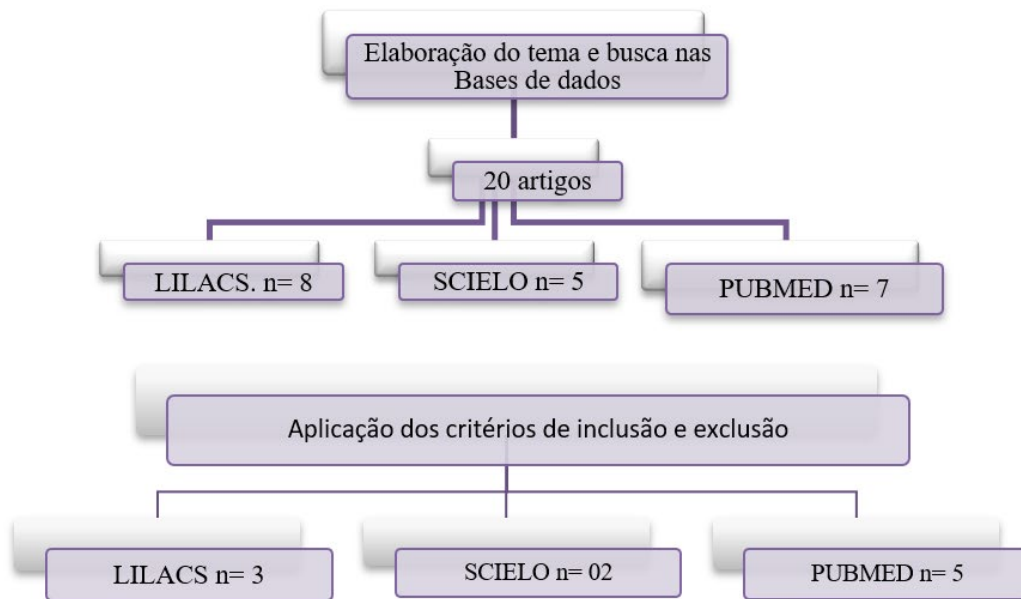 Elaboração do tema e busca nas
Bases de dados
20 artigos
LILACS. n= 8
SCIELO n= 5
PUBMED n= 7
Aplicação dos critérios de inclusão e exclusão
LILACS n= 3
SCIELO n= 02
PUBMED n= 5